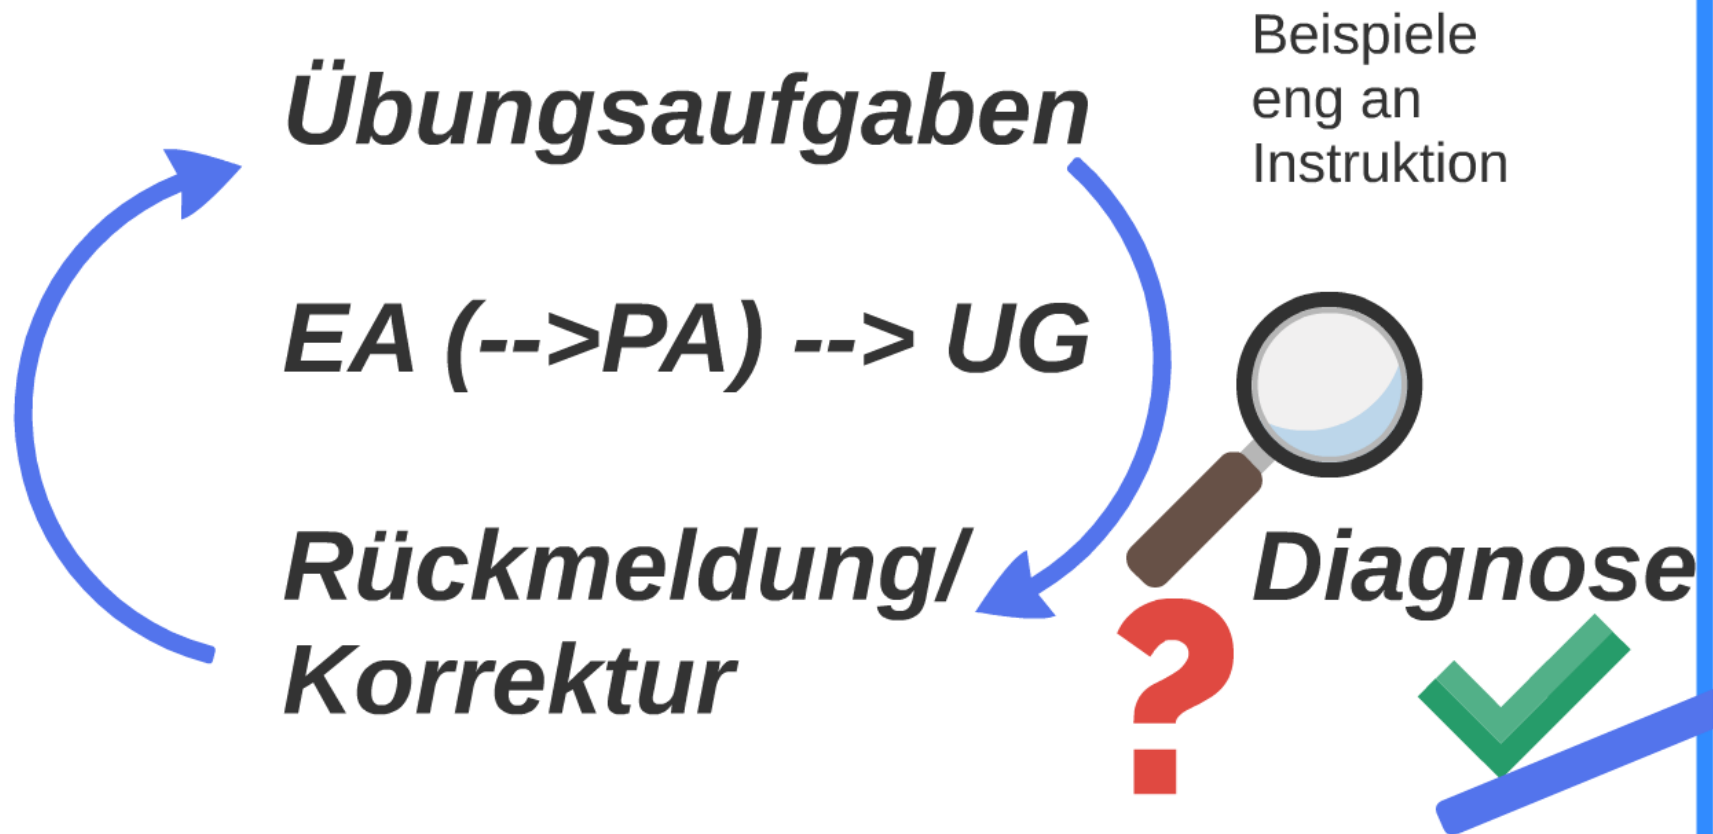 Übungsaufgaben
Beispiele
eng an
Instruktion
EA (-->PA) --> UG
Rückmeldung/
Korrektur
Diagnose
?